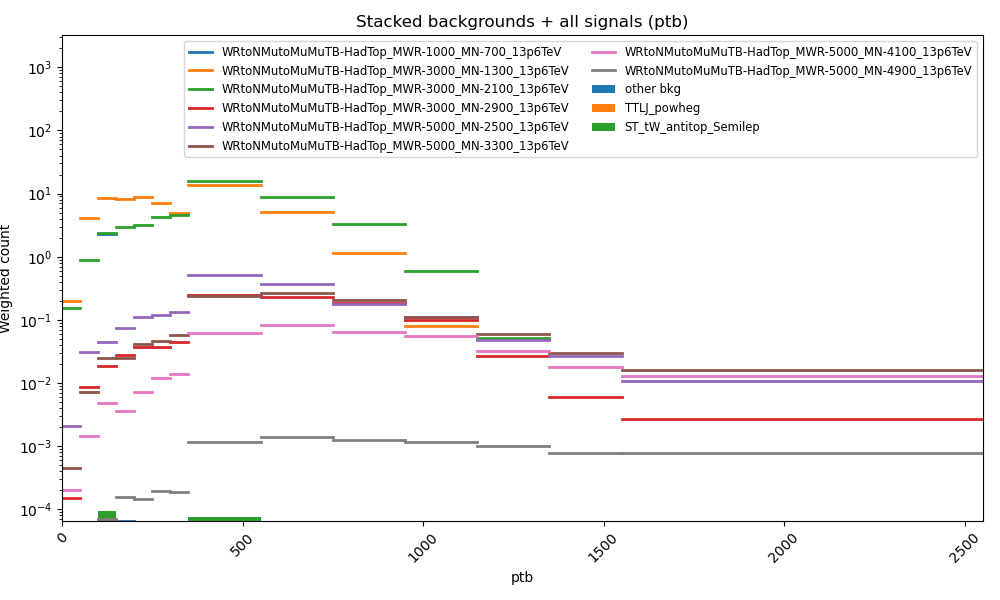 Stacked backgrounds + all signals (ptb)
WRtoNMutoMuMuTB-HadTop_MWR-1000_MN-700_13p6TeV
WRtoNMutoMuMuTB-HadTop_MWR-3000_MN-1300_13p6TeV
WRtoNMutoMuMuTB-HadTop_MWR-3000_MN-2100_13p6TeV
WRtoNMutoMuMuTB-HadTop_MWR-3000_MN-2900_13p6TeV
WRtoNMutoMuMuTB-HadTop_MWR-5000_MN-2500_13p6TeV
WRtoNMutoMuMuTB-HadTop_MWR-5000_MN-3300_13p6TeV
WRtoNMutoMuMuTB-HadTop_MWR-5000_MN-4100_13p6TeV
WRtoNMutoMuMuTB-HadTop_MWR-5000_MN-4900_13p6TeV
other bkg
TTLJ_powheg
ST_tW_antitop_Semilep
Weighted count
10³
10²
10¹
10⁰
10⁻¹
10⁻²
10⁻³
10⁻⁴
0 500 1000 1500 2000 2500
ptb